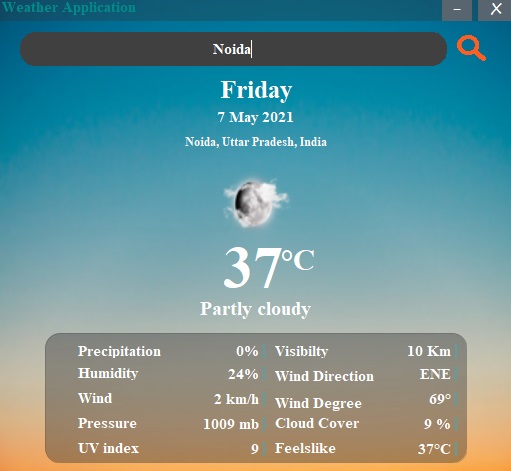 Weather Application
– X
Noida
Friday
7 May 2021
Noida, Uttar Pradesh, India
37°C
Partly cloudy
Precipitation 0% Visibilty 10 Km
Humidity 24% Wind Direction ENE
Wind 2 km/h Wind Degree 69°
Pressure 1009 mb Cloud Cover 9 %
UV index 9 Feelslike 37°C